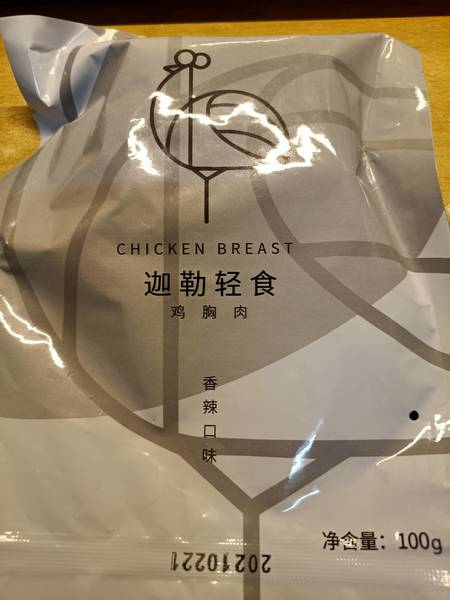 CHICKEN BREAST
迦勒轻食
鸡胸肉
香辣口味
净含量：100g
20210221